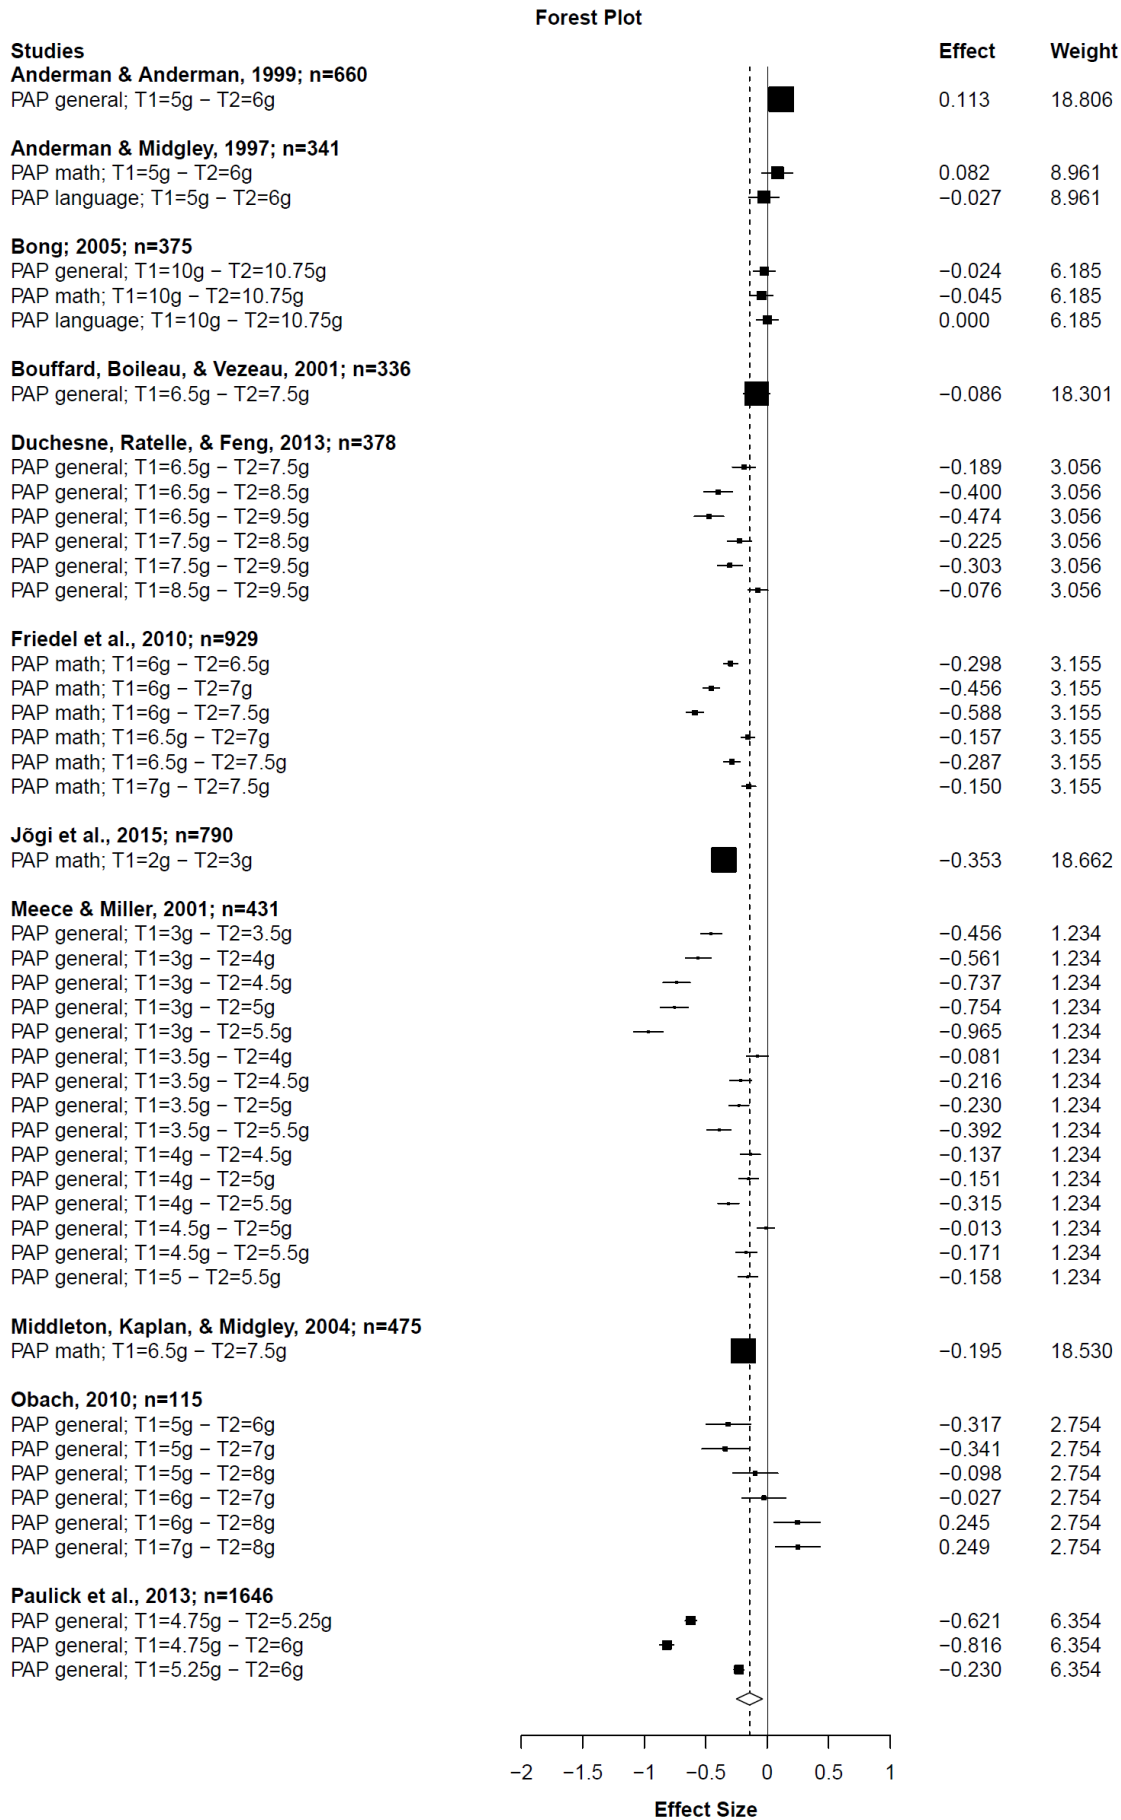 Forest Plot
Studies Effect Weight
Anderman & Anderman, 1999; n=660
PAP general; T1=5g − T2=6g 0.113 18.806
Anderman & Midgley, 1997; n=341
PAP math; T1=5g − T2=6g 0.082 8.961
PAP language; T1=5g − T2=6g −0.027 8.961
Bong; 2005; n=375
PAP general; T1=10g − T2=10.75g −0.024 6.185
PAP math; T1=10g − T2=10.75g −0.045 6.185
PAP language; T1=10g − T2=10.75g 0.000 6.185
Bouffard, Boileau, & Vezeau, 2001; n=336
PAP general; T1=6.5g − T2=7.5g −0.086 18.301
Duchesne, Ratelle, & Feng, 2013; n=378
PAP general; T1=6.5g − T2=7.5g −0.189 3.056
PAP general; T1=6.5g − T2=8.5g −0.400 3.056
PAP general; T1=6.5g − T2=9.5g −0.474 3.056
PAP general; T1=7.5g − T2=8.5g −0.225 3.056
PAP general; T1=7.5g − T2=9.5g −0.303 3.056
PAP general; T1=8.5g − T2=9.5g −0.076 3.056
Friedel et al., 2010; n=929
PAP math; T1=6g − T2=6.5g −0.298 3.155
PAP math; T1=6g − T2=7g −0.456 3.155
PAP math; T1=6g − T2=7.5g −0.588 3.155
PAP math; T1=6.5g − T2=7g −0.157 3.155
PAP math; T1=6.5g − T2=7.5g −0.287 3.155
PAP math; T1=7g − T2=7.5g −0.150 3.155
Jõgi et al., 2015; n=790
PAP math; T1=2g − T2=3g −0.353 18.662
Meece & Miller, 2001; n=431
PAP general; T1=3g − T2=3.5g −0.456 1.234
PAP general; T1=3g − T2=4g −0.561 1.234
PAP general; T1=3g − T2=4.5g −0.737 1.234
PAP general; T1=3g − T2=5g −0.754 1.234
PAP general; T1=3g − T2=5.5g −0.965 1.234
PAP general; T1=3.5g − T2=4g −0.081 1.234
PAP general; T1=3.5g − T2=4.5g −0.216 1.234
PAP general; T1=3.5g − T2=5g −0.230 1.234
PAP general; T1=3.5g − T2=5.5g −0.392 1.234
PAP general; T1=4g − T2=4.5g −0.137 1.234
PAP general; T1=4g − T2=5g −0.151 1.234
PAP general; T1=4g − T2=5.5g −0.315 1.234
PAP general; T1=4.5g − T2=5g −0.013 1.234
PAP general; T1=4.5g − T2=5.5g −0.171 1.234
PAP general; T1=5 − T2=5.5g −0.158 1.234
Middleton, Kaplan, & Midgley, 2004; n=475
PAP math; T1=6.5g − T2=7.5g −0.195 18.530
Obach, 2010; n=115
PAP general; T1=5g − T2=6g −0.317 2.754
PAP general; T1=5g − T2=7g −0.341 2.754
PAP general; T1=5g − T2=8g −0.098 2.754
PAP general; T1=6g − T2=7g −0.027 2.754
PAP general; T1=6g − T2=8g 0.245 2.754
PAP general; T1=7g − T2=8g 0.249 2.754
Paulick et al., 2013; n=1646
PAP general; T1=4.75g − T2=5.25g −0.621 6.354
PAP general; T1=4.75g − T2=6g −0.816 6.354
PAP general; T1=5.25g − T2=6g −0.230 6.354
−2 −1.5 −1 −0.5 0 0.5 1
Effect Size